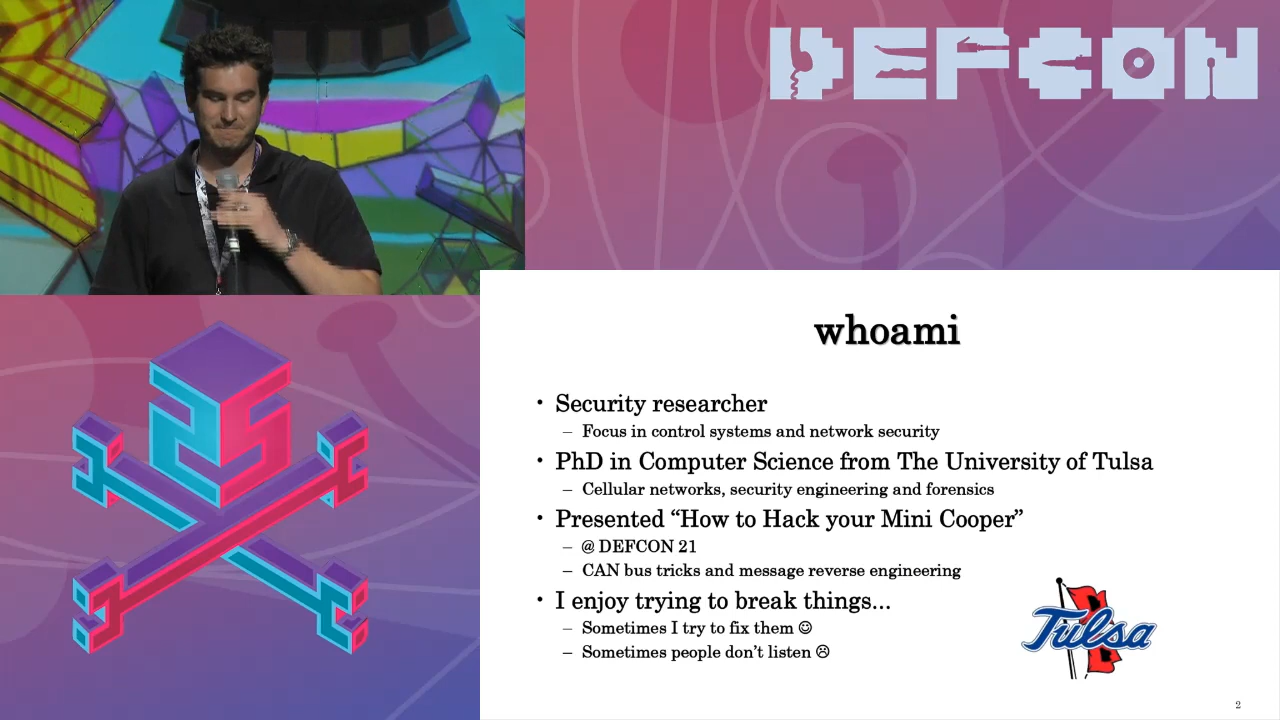 DEFCON
whoami
• Security researcher
– Focus in control systems and network security
• PhD in Computer Science from The University of Tulsa
– Cellular networks, security engineering and forensics
• Presented “How to Hack your Mini Cooper”
– @ DEFCON 21
– CAN bus tricks and message reverse engineering
• I enjoy trying to break things...
– Sometimes I try to fix them ☺
– Sometimes people don’t listen ☹
Tulsa
2
25